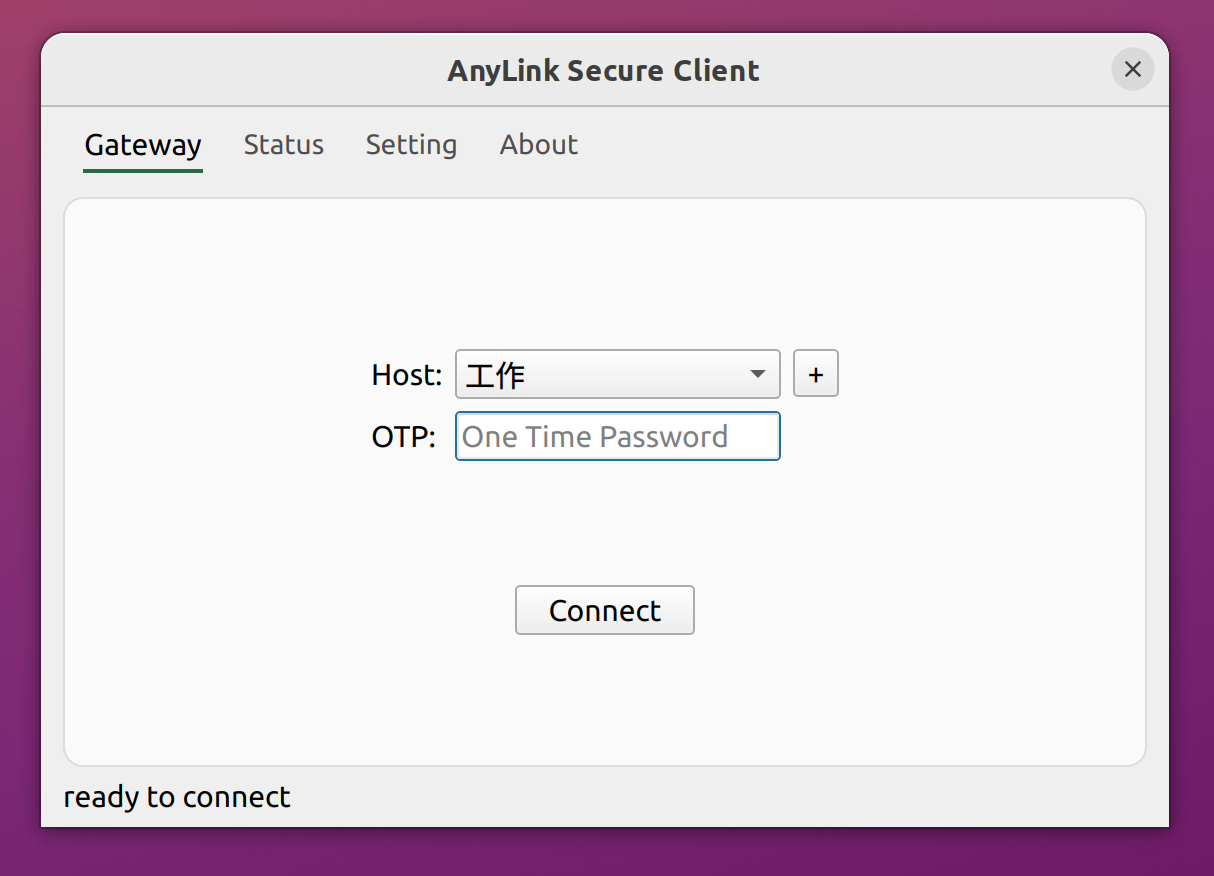 AnyLink Secure Client
Gateway Status Setting About
Host: 工作 +
OTP: One Time Password
Connect
ready to connect